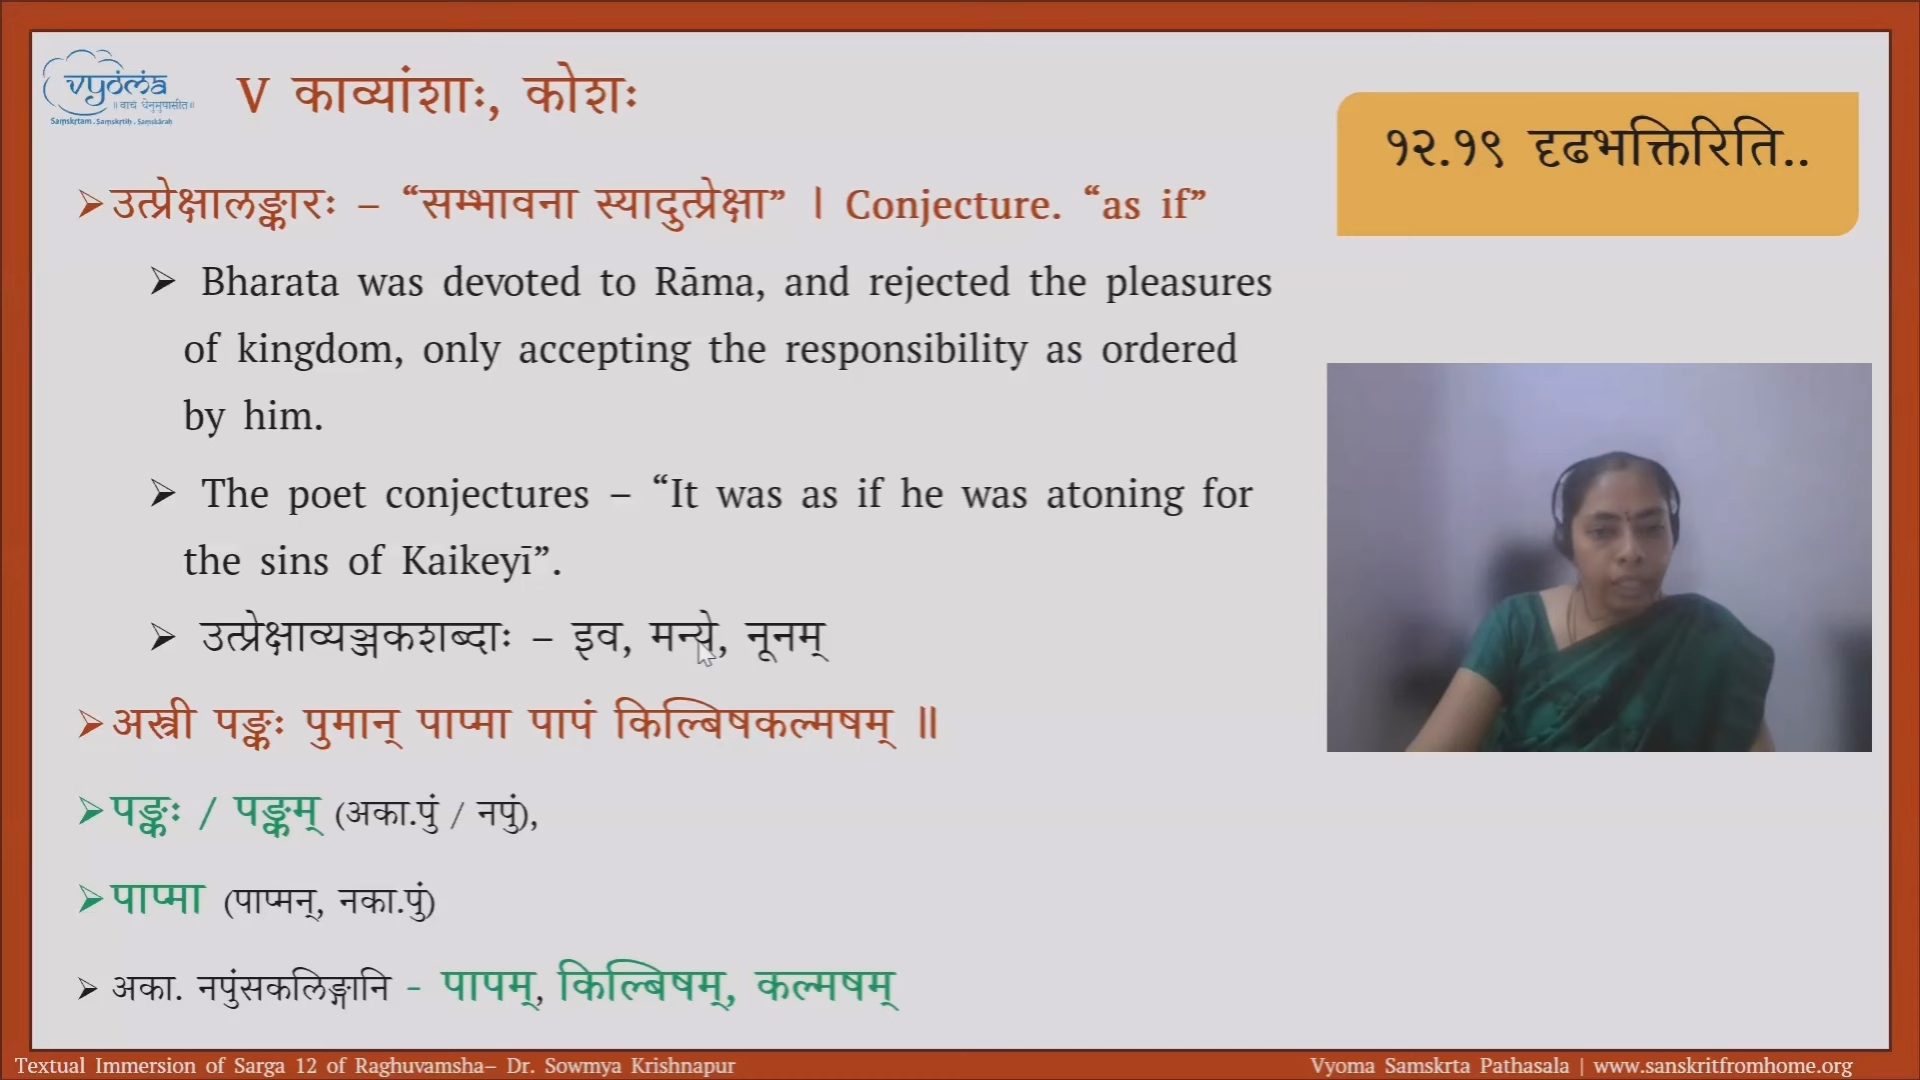 vyoma
॥ वाचं धेनुमुपासीत॥
Samskrtam . Samskrtih . Samskārah
V काव्यांशाः, कोशः
१२.१९ दृढभक्तिरिति..
➢उत्प्रेक्षालङ्कारः – “सम्भावना स्यादुत्प्रेक्षा” । Conjecture. “as if”
➢ Bharata was devoted to Rāma, and rejected the pleasures
of kingdom, only accepting the responsibility as ordered
by him.
➢ The poet conjectures – “It was as if he was atoning for
the sins of Kaikeyī”.
➢ उत्प्रेक्षाव्यञ्जकशब्दाः – इव, मन्ये, नूनम्
➢अस्त्री पङ्कः पुमान् पाप्मा पापं किल्बिषकल्मषम् ॥
➢पङ्कः / पङ्कम् (अका.पुं / नपुं),
➢पाप्मा (पाप्मन्, नका.पुं)
➢ अका. नपुंसकलिङ्गानि - पापम्, किल्बिषम्, कल्मषम्
Textual Immersion of Sarga 12 of Raghuvamsha– Dr. Sowmya Krishnapur
Vyoma Samskrta Pathasala | www.sanskritfromhome.org